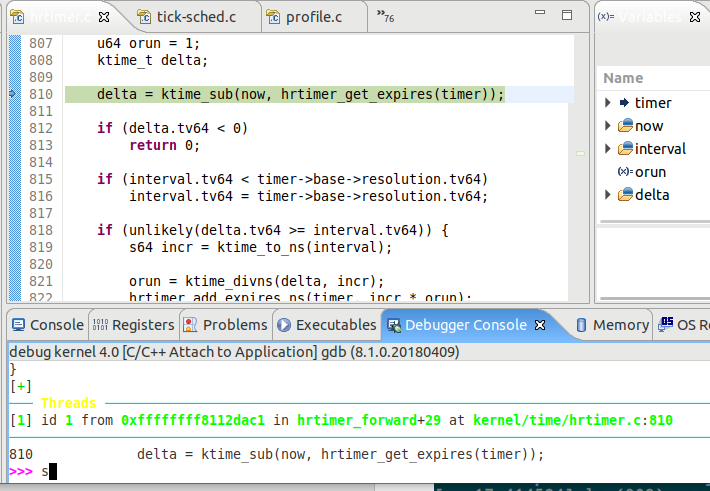 hrtimer.c
tick-sched.c
profile.c
»76
(x)= Variables
807 u64 orun = 1;
808 ktime_t delta;
809
810 delta = ktime_sub(now, hrtimer_get_expires(timer));
811
812 if (delta.tv64 < 0)
813 return 0;
814
815 if (interval.tv64 < timer->base->resolution.tv64)
816 interval.tv64 = timer->base->resolution.tv64;
817
818 if (unlikely(delta.tv64 >= interval.tv64)) {
819 s64 incr = ktime_to_ns(interval);
820
821 orun = ktime_divns(delta, incr);
822 hrtimer_add_expires_ns(timer, incr * orun);
Name
timer
now
interval
(x)= orun
delta
Console
Registers
Problems
Executables
Debugger Console
Memory
OS R
debug kernel 4.0 [C/C++ Attach to Application] gdb (8.1.0.20180409)
}
[+]
Threads
[1] id 1 from 0xffffffff8112dac1 in hrtimer_forward+29 at kernel/time/hrtimer.c:810
810 delta = ktime_sub(now, hrtimer_get_expires(timer));
>>> s